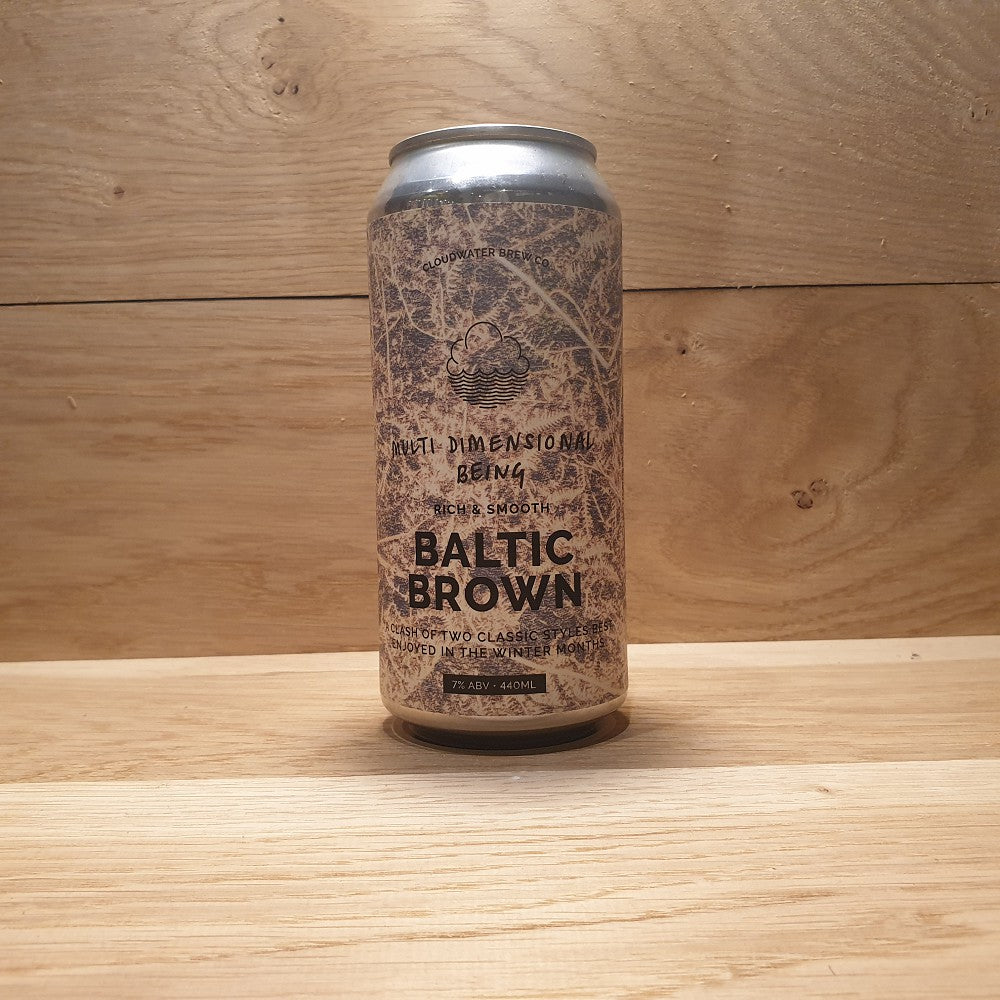 CLOUDWATER BREW CO
MULTI DIMENSIONAL
BEING
RICH & SMOOTH
BALTIC
BROWN
A CLASH OF TWO CLASSIC STYLES BEST
ENJOYED IN THE WINTER MONTHS
7% ABV · 440ML